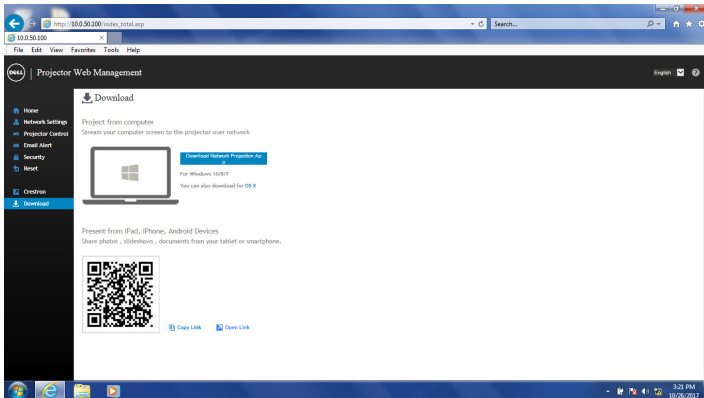 http://10.0.50.100/index_total.asp
Search...
10.0.50.100
File Edit View Favorites Tools Help
DELL Projector Web Management
English
Download
Home
Network Settings
Projector Control
Email Alert
Security
Reset
Crestron
Download
Project from computer
Stream your computer screen to the projector over network
Download Network Projection Ap
p
For Windows 10/8/7
You can also download for OS X
Present from iPad, iPhone, Android Devices
Share photos , slideshows , documents from your tablet or smartphone.
Copy Link
Open Link
3:21 PM
10/26/2017